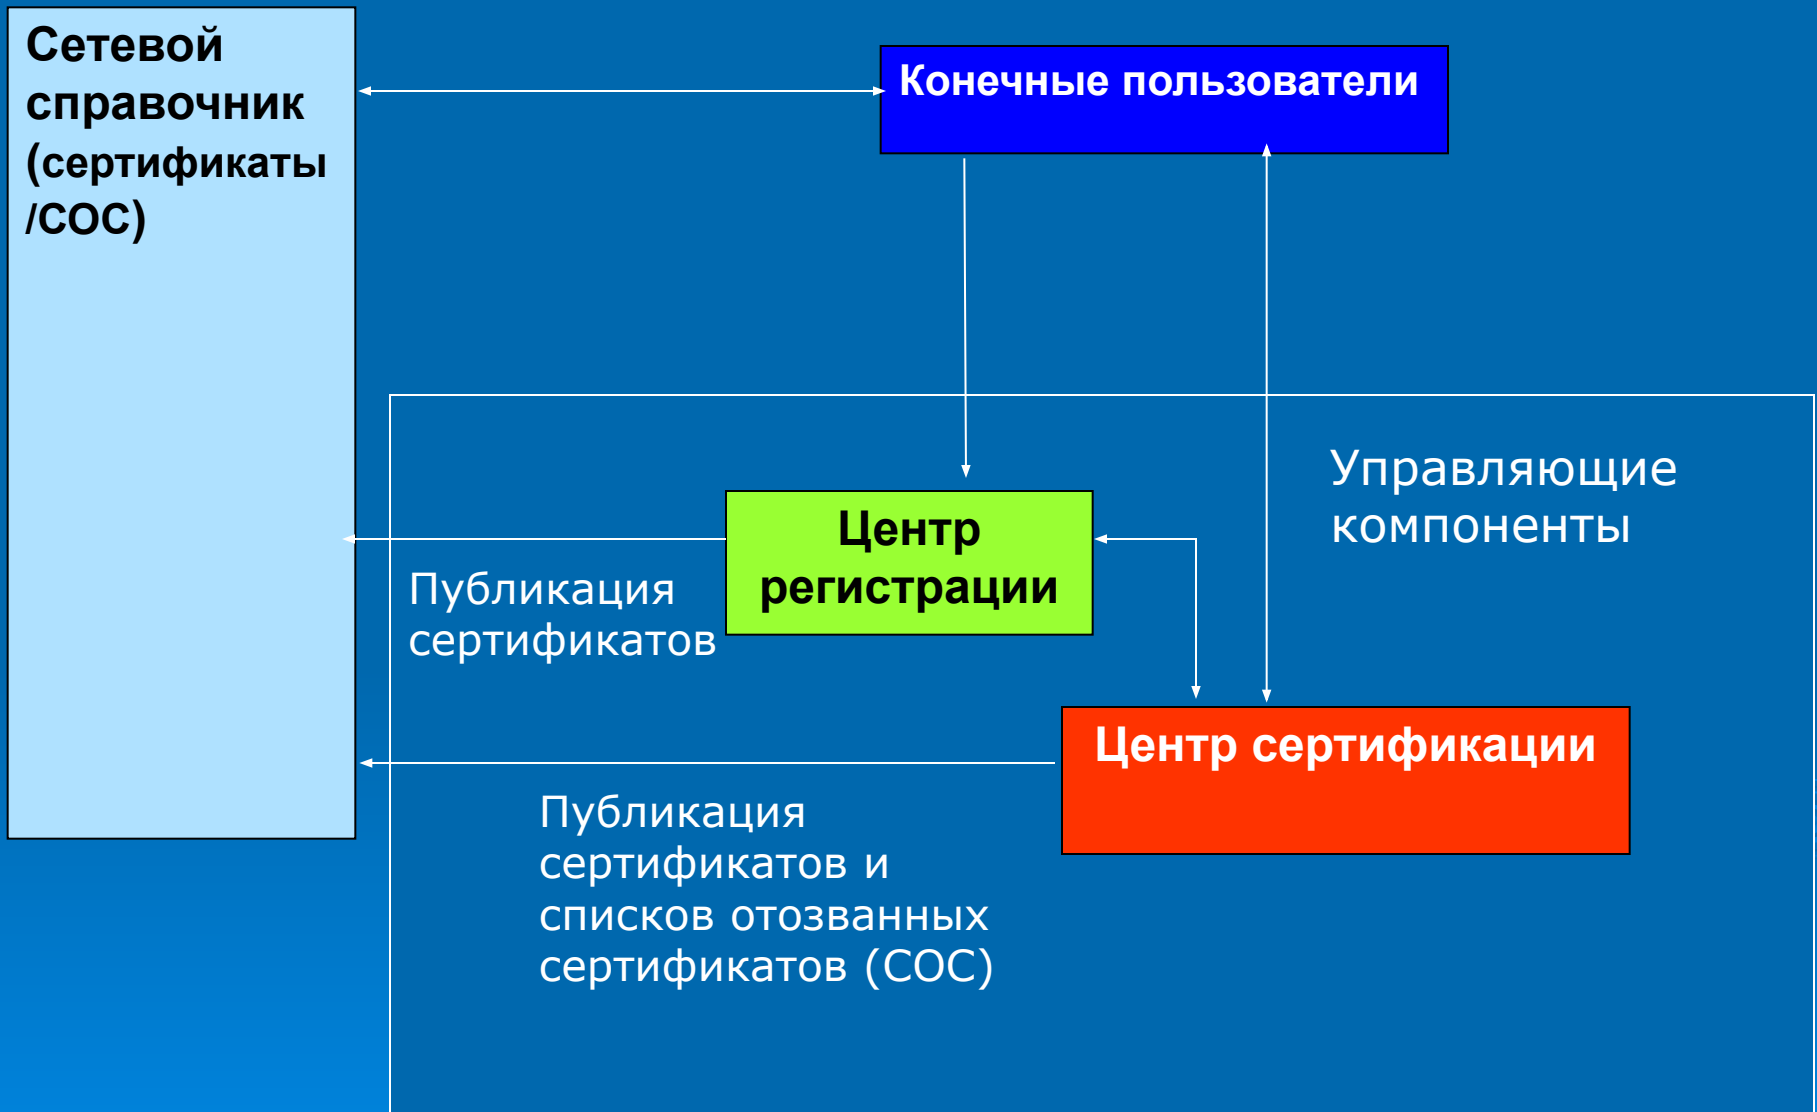 Сетевой
справочник
(сертификаты
/СОС)
Конечные пользователи
Управляющие
компоненты
Центр
регистрации
Публикация
сертификатов
Центр сертификации
Публикация
сертификатов и
списков отозванных
сертификатов (СОС)